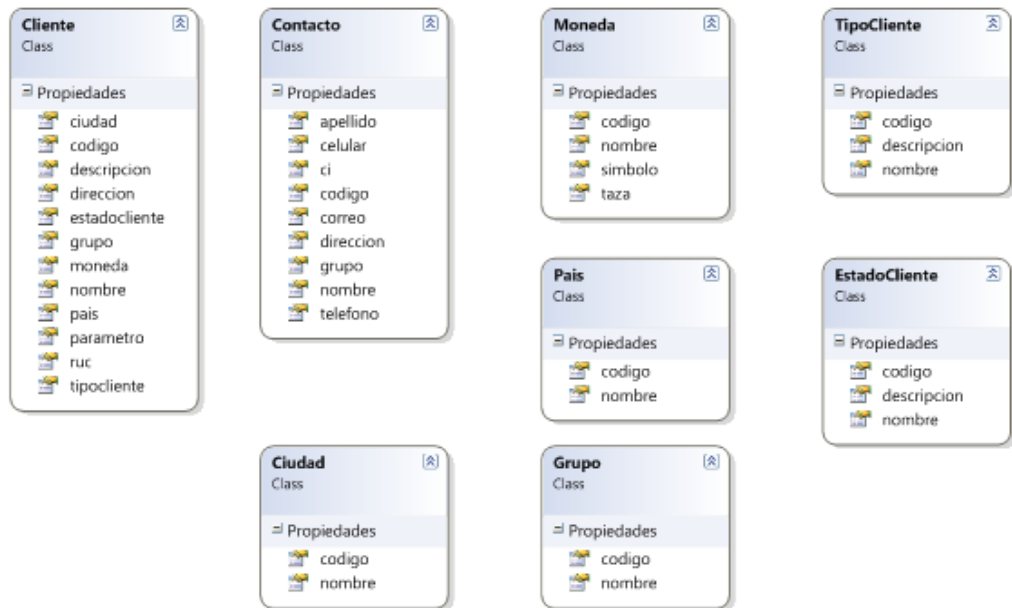 Cliente
Class
Propiedades
ciudad
codigo
descripcion
direccion
estadocliente
grupo
moneda
nombre
pais
parametro
ruc
tipocliente
Contacto
Class
Propiedades
apellido
celular
ci
codigo
correo
direccion
grupo
nombre
telefono
Moneda
Class
Propiedades
codigo
nombre
simbolo
taza
TipoCliente
Class
Propiedades
codigo
descripcion
nombre
Pais
Class
Propiedades
codigo
nombre
EstadoCliente
Class
Propiedades
codigo
descripcion
nombre
Ciudad
Class
Propiedades
codigo
nombre
Grupo
Class
Propiedades
codigo
nombre